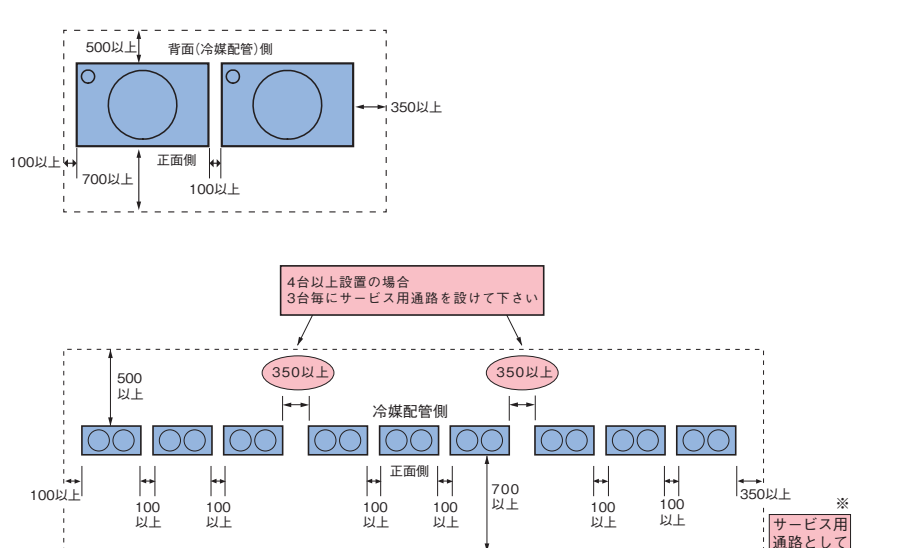 500以上
背面(冷媒配管)側
350以上
100以上
700以上
正面側
100以上
4台以上設置の場合
3台毎にサービス用通路を設けて下さい
350以上
350以上
500
以上
冷媒配管側
正面側
100以上
100
以上
100
以上
100
以上
100
以上
700
以上
100
以上
100
以上
350以上
※
サービス用
通路として